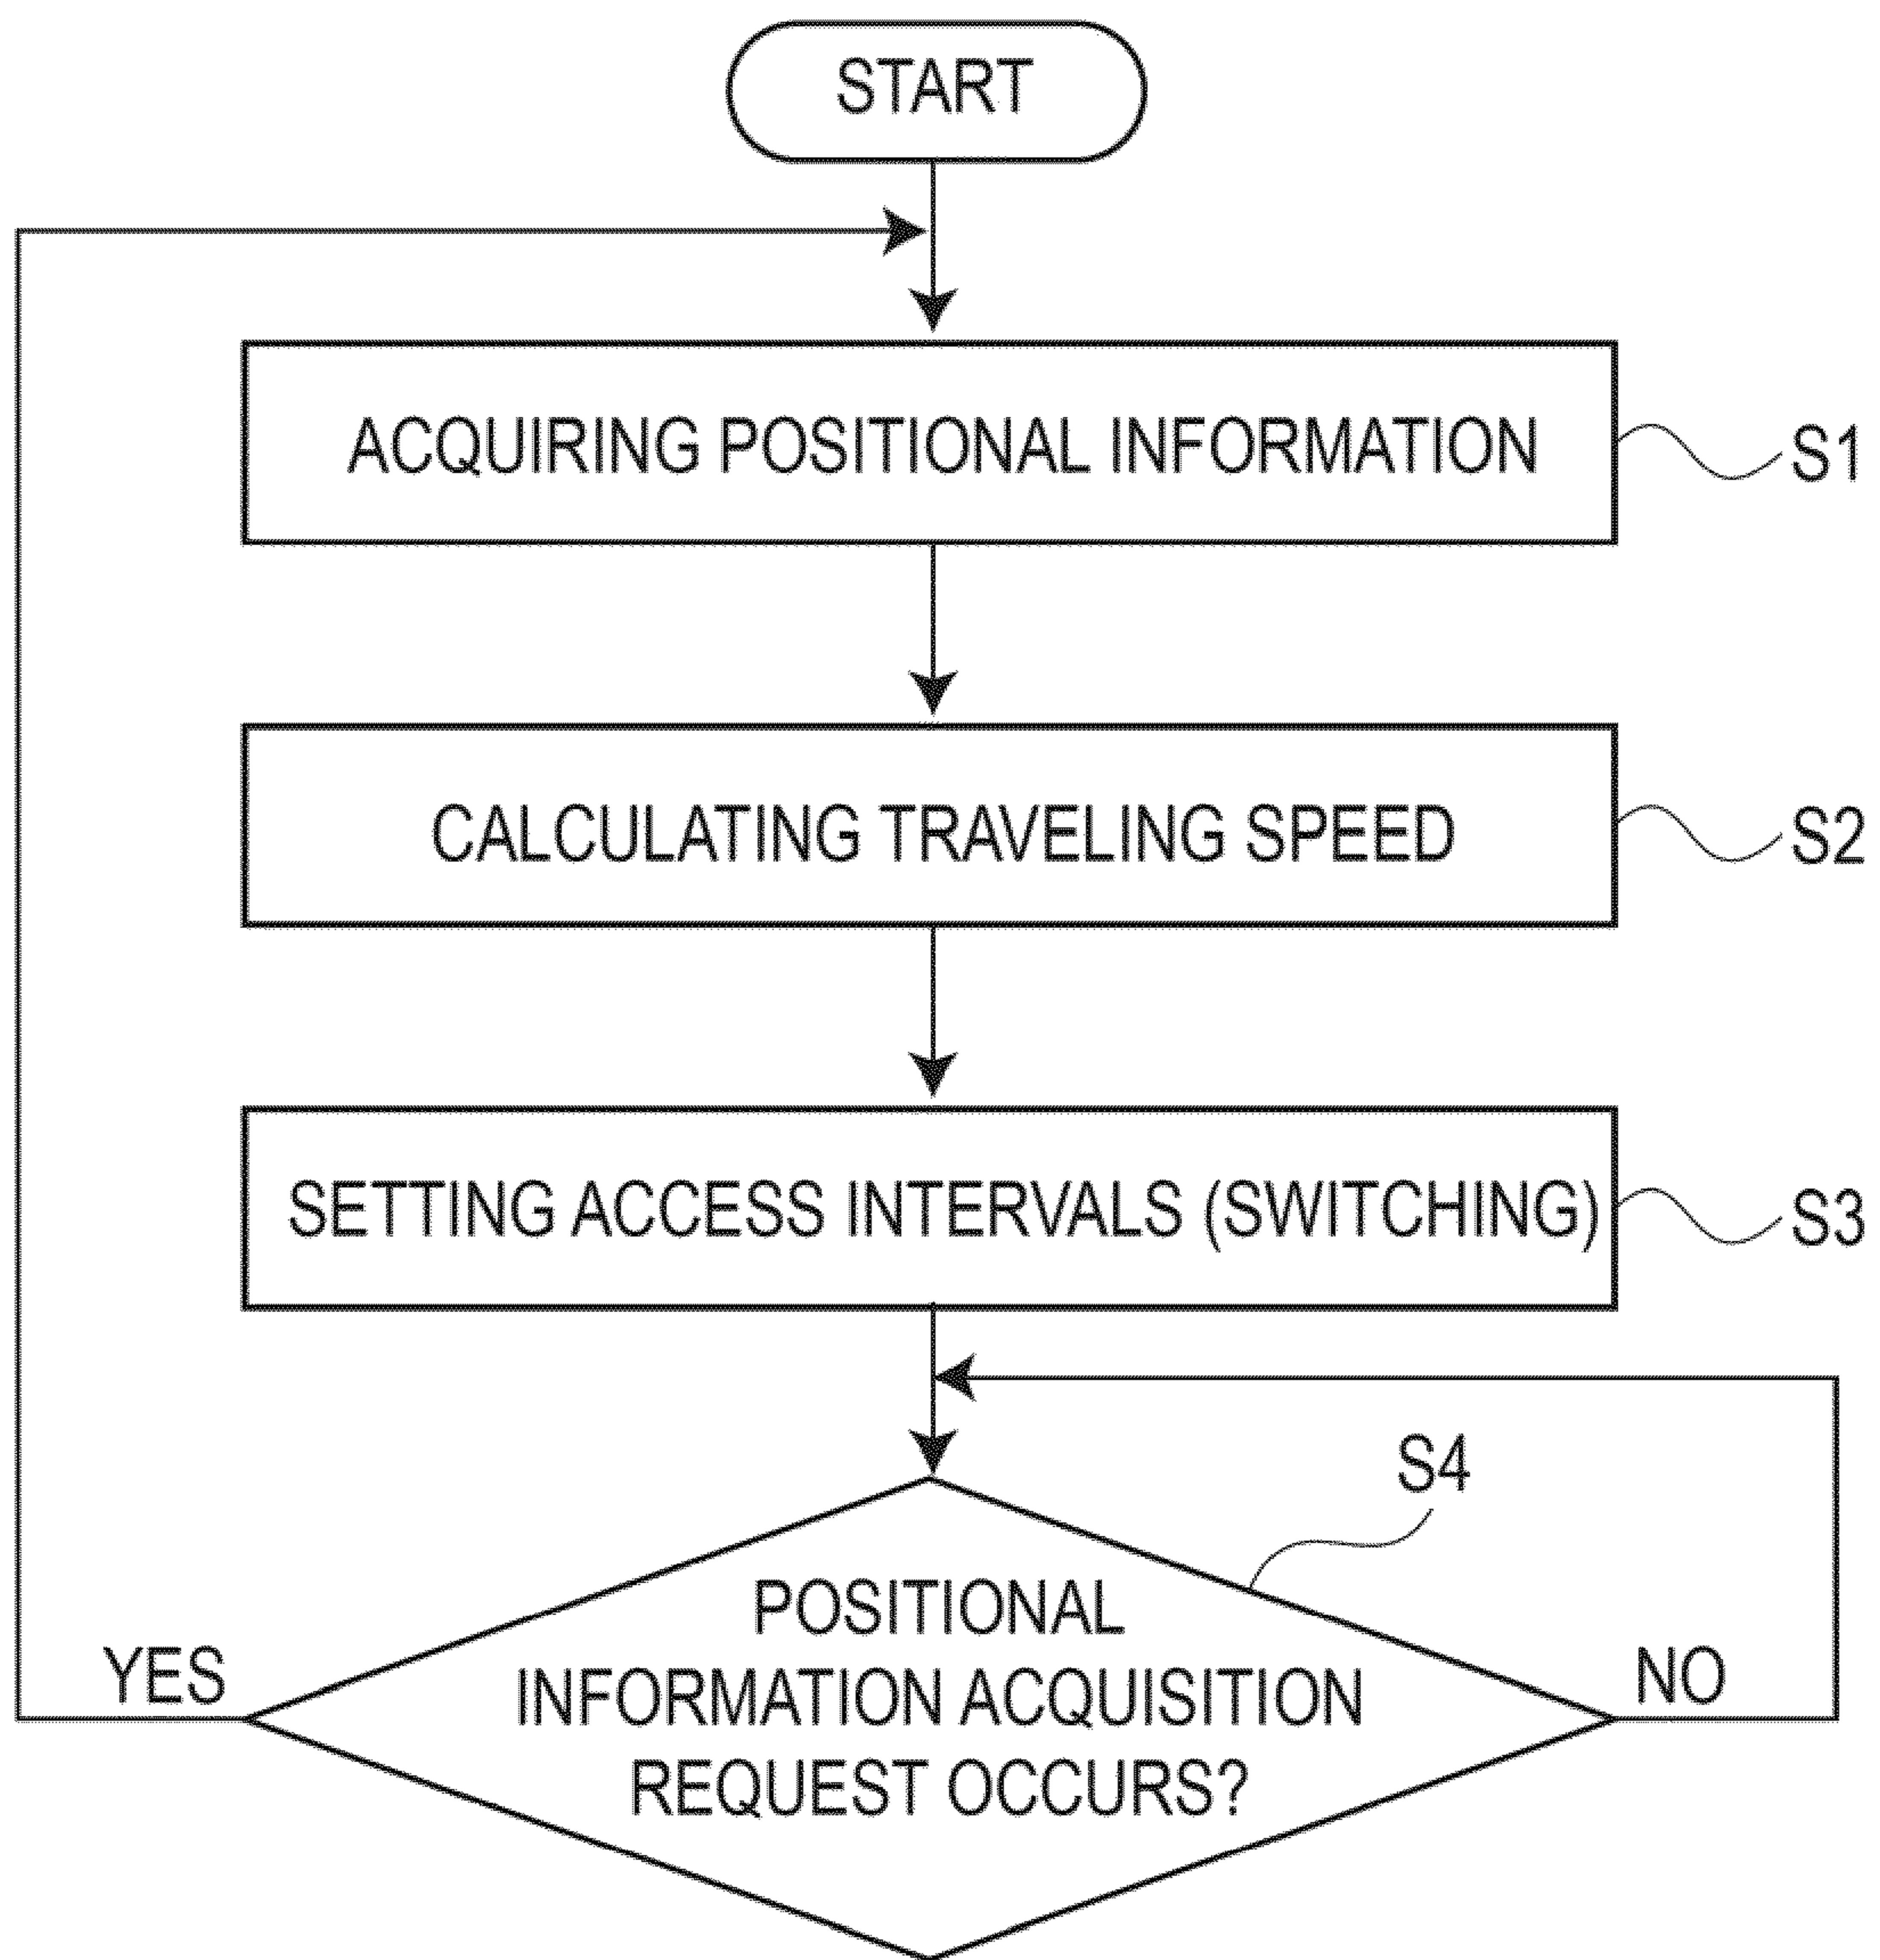 START
ACQUIRING POSITIONAL INFORMATION
S1
CALCULATING TRAVELING SPEED
S2
SETTING ACCESS INTERVALS (SWITCHING)
S3
S4
POSITIONAL
INFORMATION ACQUISITION
REQUEST OCCURS?
YES
NO